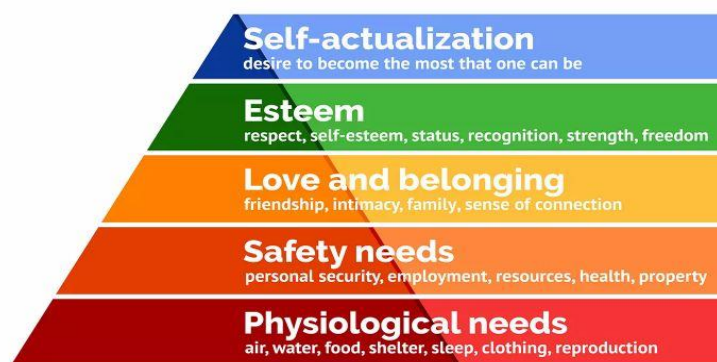 Self-actualization
desire to become the most that one can be
Esteem
respect, self-esteem, status, recognition, strength, freedom
Love and belonging
friendship, intimacy, family, sense of connection
Safety needs
personal security, employment, resources, health, property
Physiological needs
air, water, food, shelter, sleep, clothing, reproduction